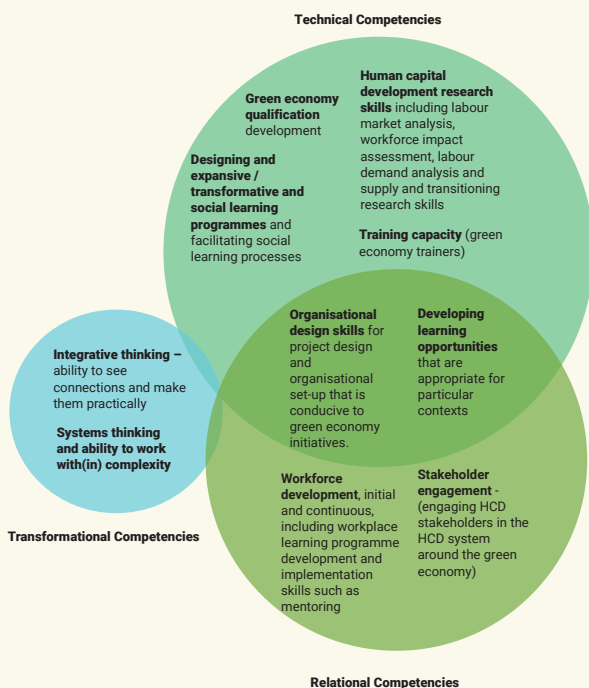 Technical Competencies
Green economy
qualification
development
Human capital
development research
skills including labour
market analysis,
workforce impact
assessment, labour
demand analysis and
supply and transitioning
research skills
Designing and
expansive /
transformative and
social learning
programmes and
facilitating social
learning processes
Training capacity (green
economy trainers)
Organisational
design skills for
project design
and
organisational
set-up that is
conducive to
green economy
initiatives.
Developing
learning
opportunities
that are
appropriate for
particular
contexts
Integrative thinking –
ability to see
connections and make
them practically
Systems thinking
and ability to work
with(in) complexity
Transformational Competencies
Workforce
development, initial
and continuous,
including workplace
learning programme
development and
implementation
skills such as
mentoring
Stakeholder
engagement -
(engaging HCD
stakeholders in the
HCD system
around the green
economy)
Relational Competencies